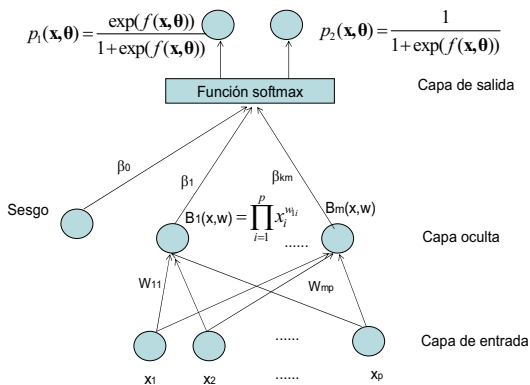 p₁(x,θ) = exp(f(x,θ)) / 1+exp(f(x,θ))
p₂(x,θ) = 1 / 1+exp(f(x,θ))
Función softmax
Capa de salida
β₀
β₁
βkm
Sesgo
B₁(x,w) = ∏_{i=1}^{p} x_i^{w_{1i}}
......
Bm(x,w)
Capa oculta
W11
Wmp
......
Capa de entrada
x₁
x₂
......
xp